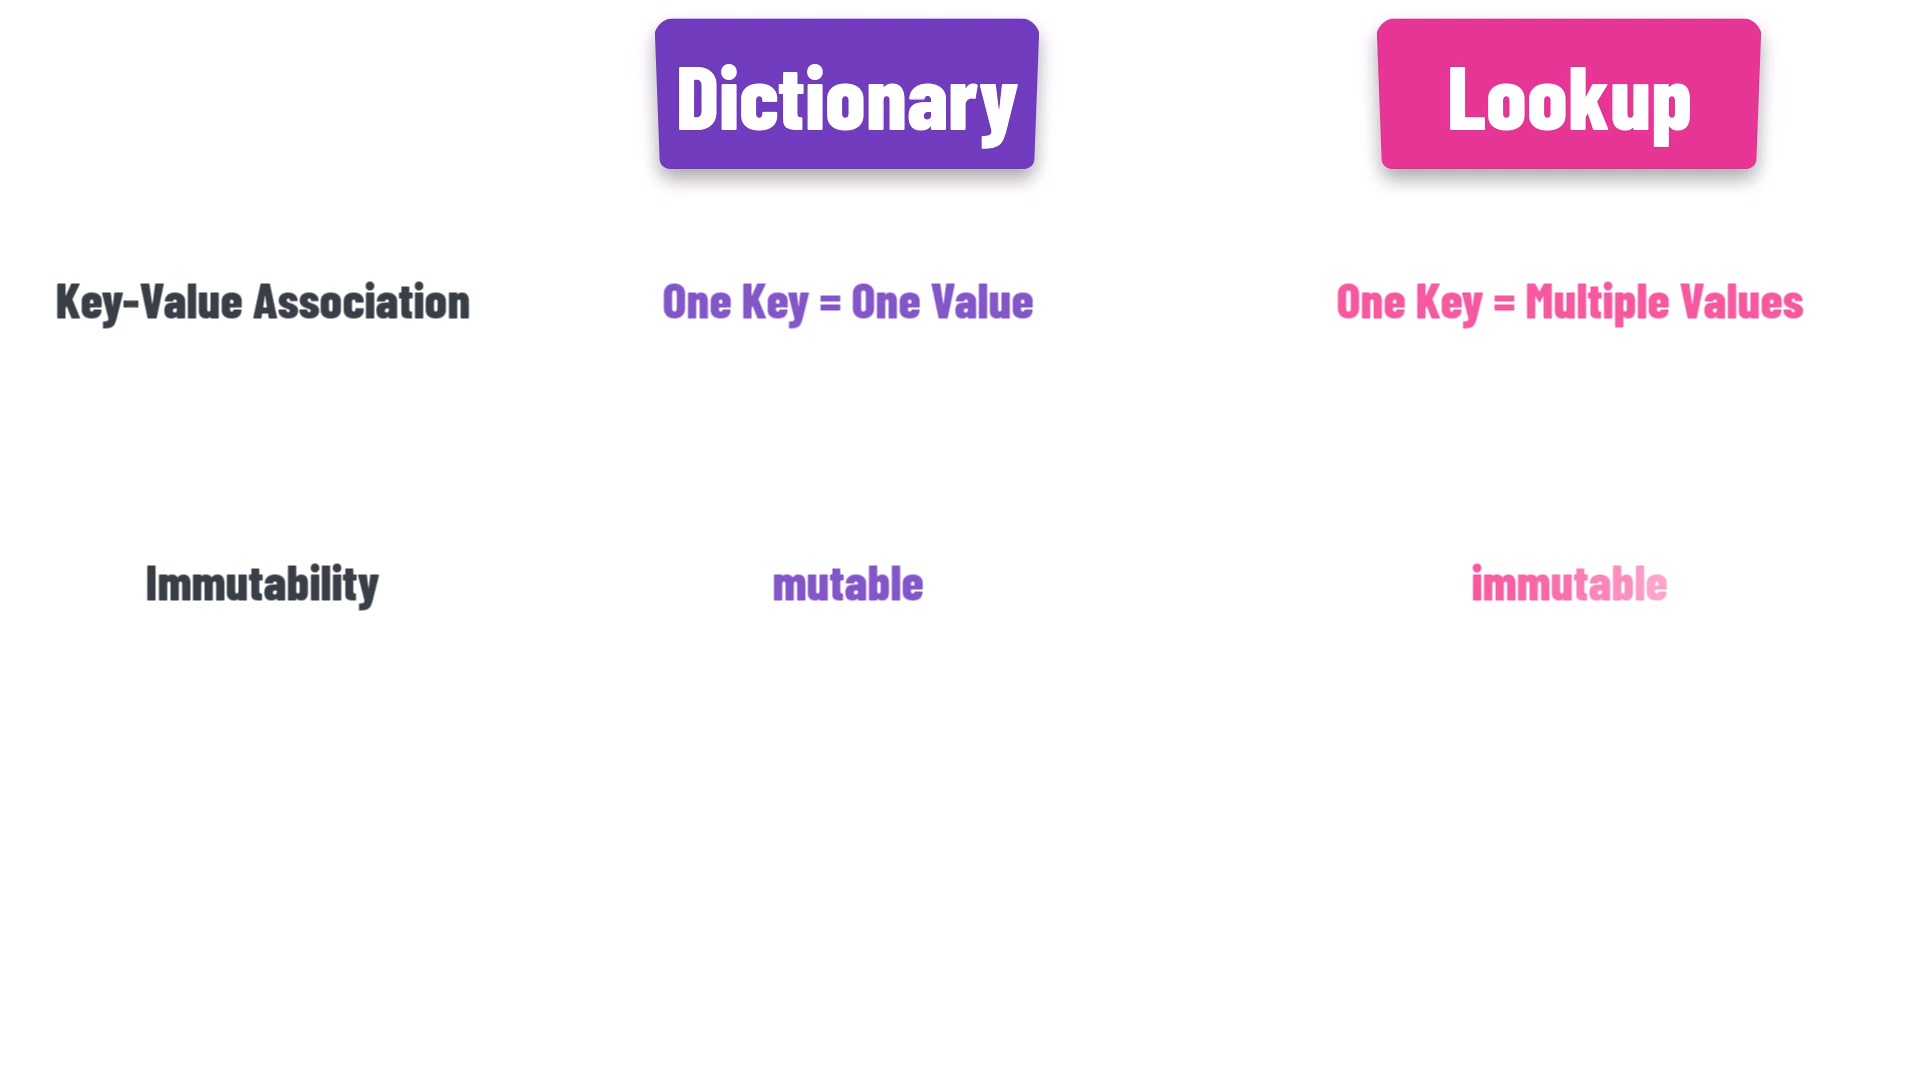 Dictionary
Lookup
Key-Value Association
One Key = One Value
One Key = Multiple Values
Immutability
mutable
immutable